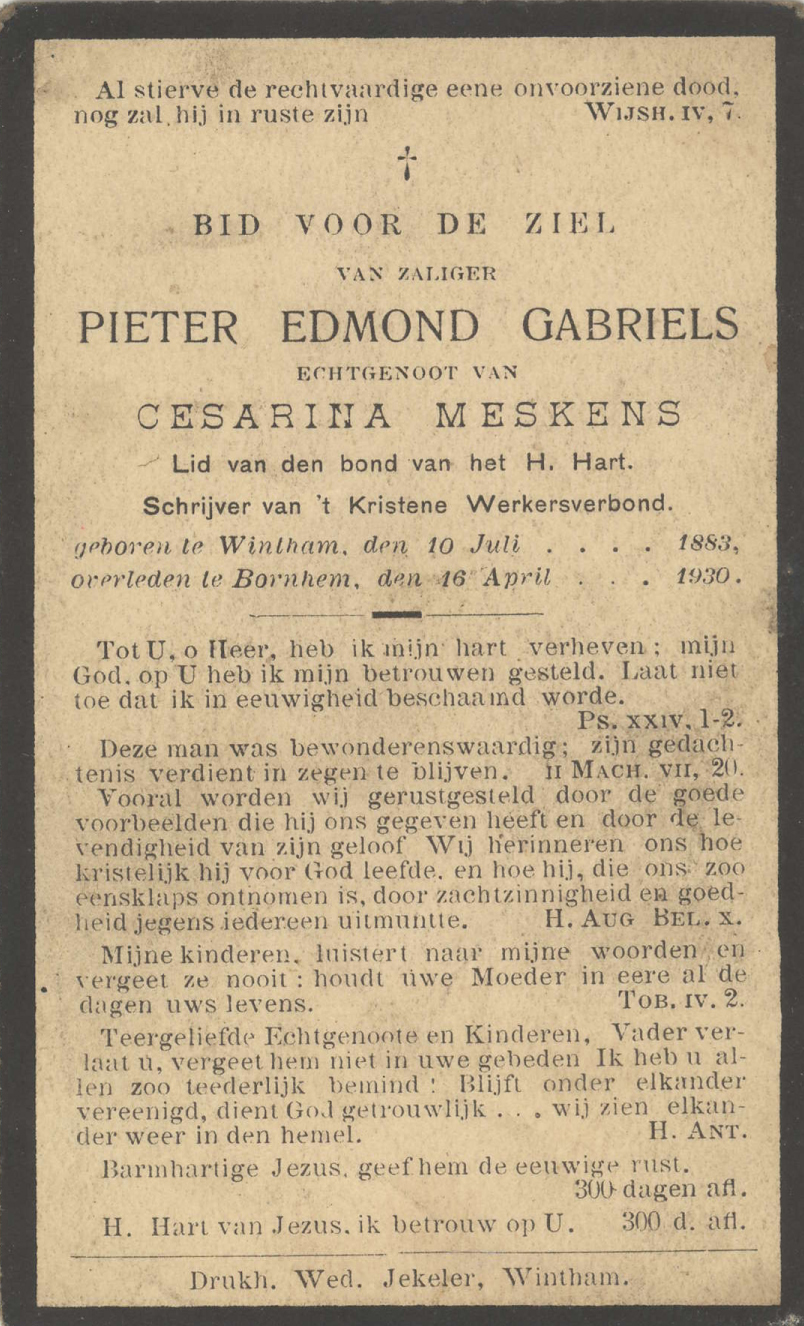 Al stierve de rechtvaardige eene onvoorziene dood,
nog zal hij in ruste zijn WIJSH. IV, 7.
BID VOOR DE ZIEL
VAN ZALIGER
PIETER EDMOND GABRIELS
ECHTGENOOT VAN
CESARINA MESKENS
Lid van den bond van het H. Hart.
Schrijver van 't Kristene Werkersverbond.
geboren te Wintham, den 10 Juli . . . . 1883,
overleden te Bornhem, den 16 April . . . 1930.
Tot U, o Heer, heb ik mijn hart verheven; mijn
God, op U heb ik mijn betrouwen gesteld. Laat niet
toe dat ik in eeuwigheid beschaamd worde.
Ps. XXIV, 1-2.
Deze man was bewonderenswaardig; zijn gedach-
tenis verdient in zegen te blijven. II MACH. VII, 20.
Vooral worden wij gerustgesteld door de goede
voorbeelden die hij ons gegeven heeft en door de le-
vendigheid van zijn geloof Wij herinneren ons hoe
kristelijk hij voor God leefde, en hoe hij, die ons zoo
eensklaps ontnomen is, door zachtzinnigheid en goed-
heid jegens iedereen uitmuntte. H. AUG BEL. X.
Mijne kinderen, luistert naar mijne woorden en
vergeet ze nooit : houdt uwe Moeder in eere al de
dagen uws levens. TOB. IV. 2.
Teergeliefde Echtgenoote en Kinderen, Vader ver-
laat u, vergeet hem niet in uwe gebeden Ik heb u al-
len zoo teederlijk bemind ! Blijft onder elkander
vereenigd, dient God getrouwlijk . . . wij zien elkan-
der weer in den hemel. H. ANT.
Barmhartige Jezus, geef hem de eeuwige rust.
300 dagen afl.
H. Hart van Jezus, ik betrouw op U. 300 d. afl.
Drukh. Wed. Jekeler, Wintham.